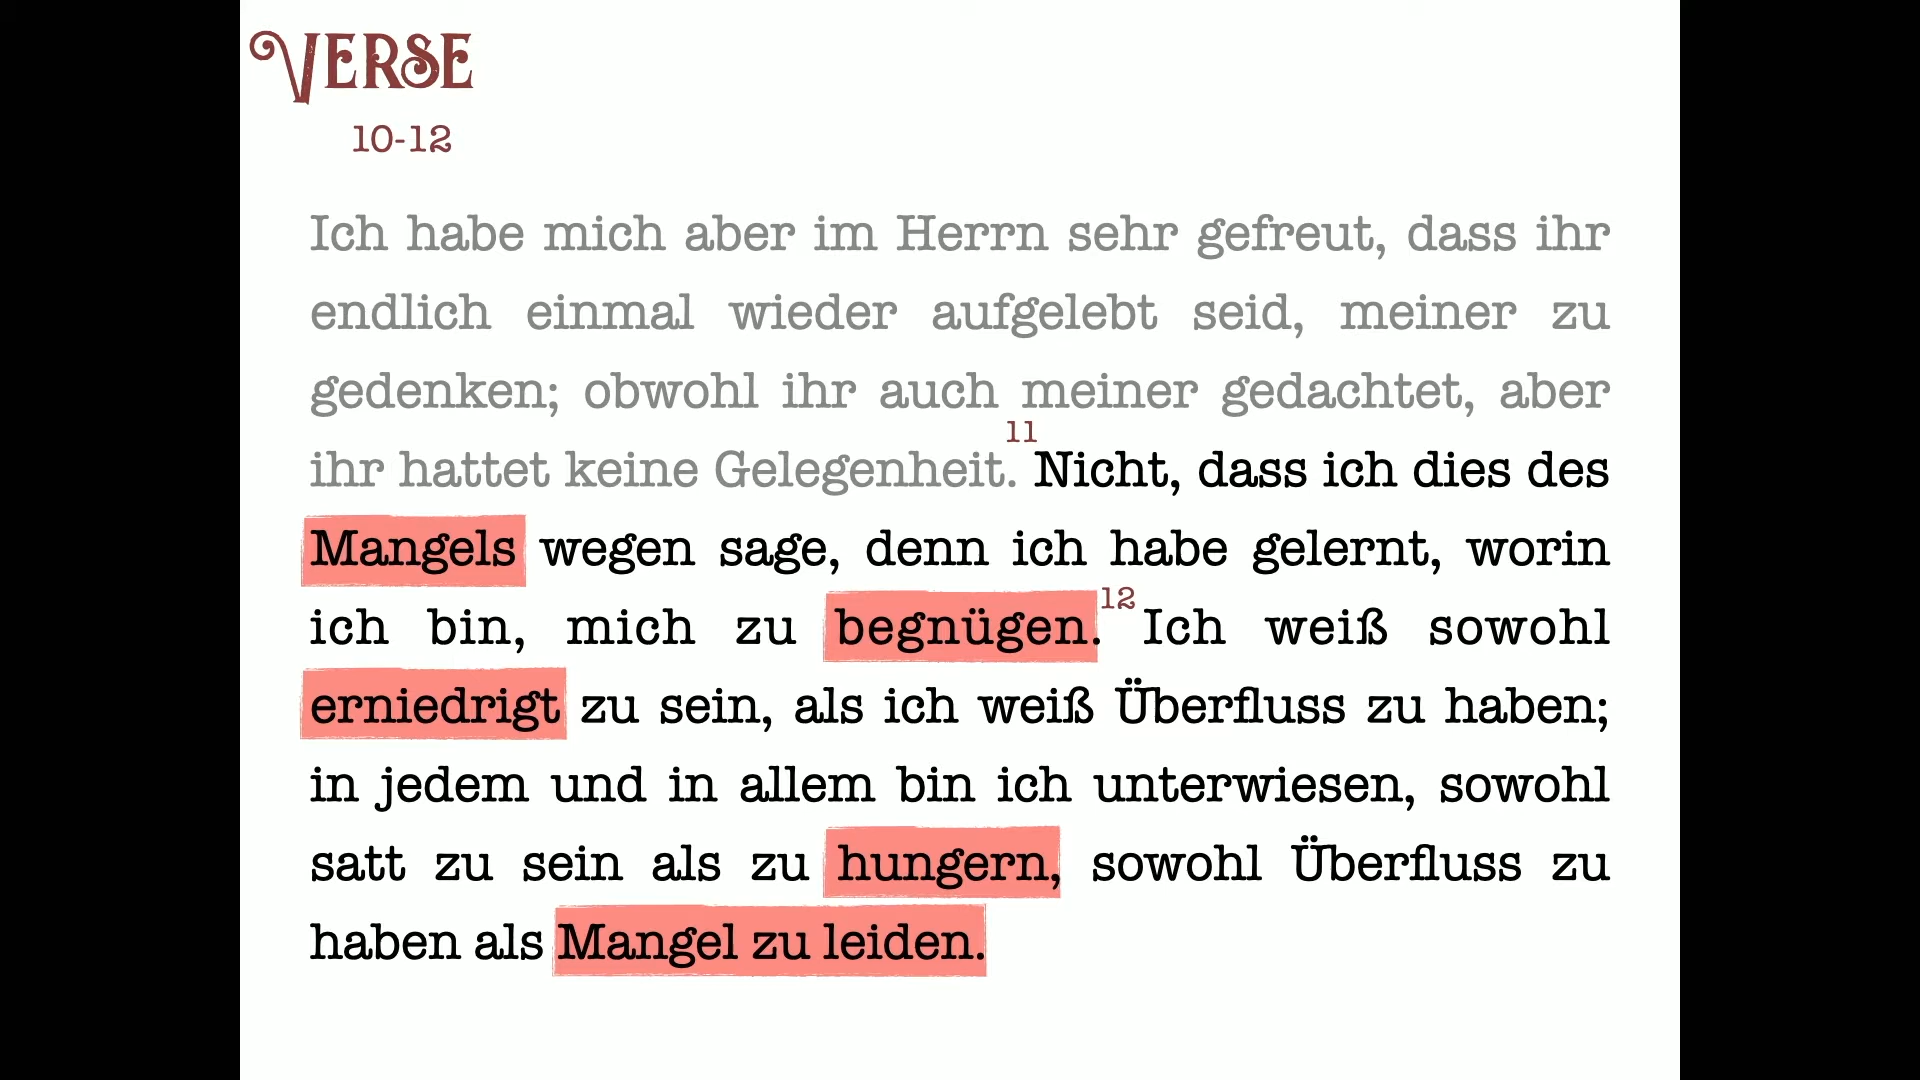 VERSE
10-12
Ich habe mich aber im Herrn sehr gefreut, dass ihr
endlich einmal wieder aufgelebt seid, meiner zu
gedenken; obwohl ihr auch meiner gedachtet, aber
ihr hattet keine Gelegenheit. 11 Nicht, dass ich dies des
Mangels wegen sage, denn ich habe gelernt, worin
ich bin, mich zu begnügen. 12 Ich weiß sowohl
erniedrigt zu sein, als ich weiß Überfluss zu haben;
in jedem und in allem bin ich unterwiesen, sowohl
satt zu sein als zu hungern, sowohl Überfluss zu
haben als Mangel zu leiden.